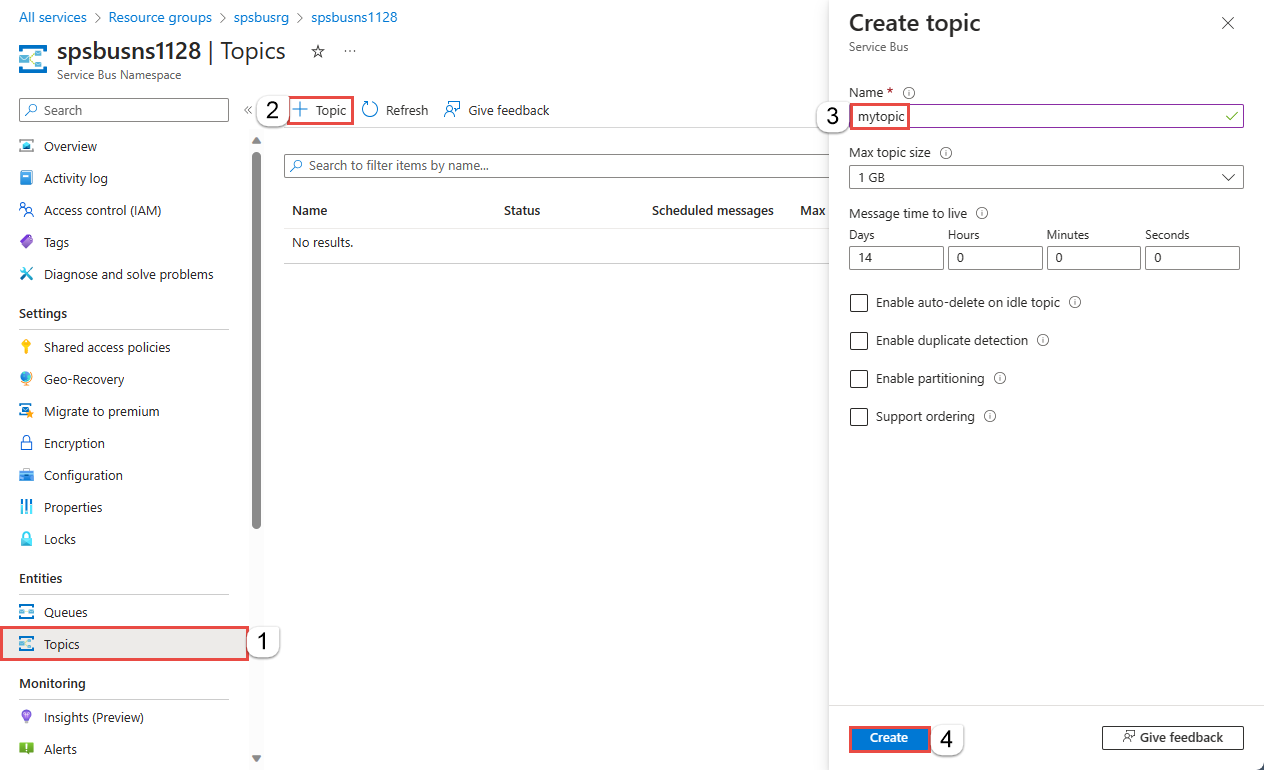 All services > Resource groups > spsbusrg > spsbusns1128
spsbusns1128 | Topics ...
Service Bus Namespace
Search
«
2
Topic
Refresh
Give feedback
Overview
Activity log
Access control (IAM)
Tags
Diagnose and solve problems
Settings
Shared access policies
Geo-Recovery
Migrate to premium
Encryption
Configuration
Properties
Locks
Entities
Queues
Topics
1
Monitoring
Insights (Preview)
Alerts
Search to filter items by name...
Name Status Scheduled messages Max
No results.
Create topic
Service Bus
Name *
3
mytopic
Max topic size
1 GB
Message time to live
Days Hours Minutes Seconds
14 0 0 0
Enable auto-delete on idle topic
Enable duplicate detection
Enable partitioning
Support ordering
Create
4
Give feedback